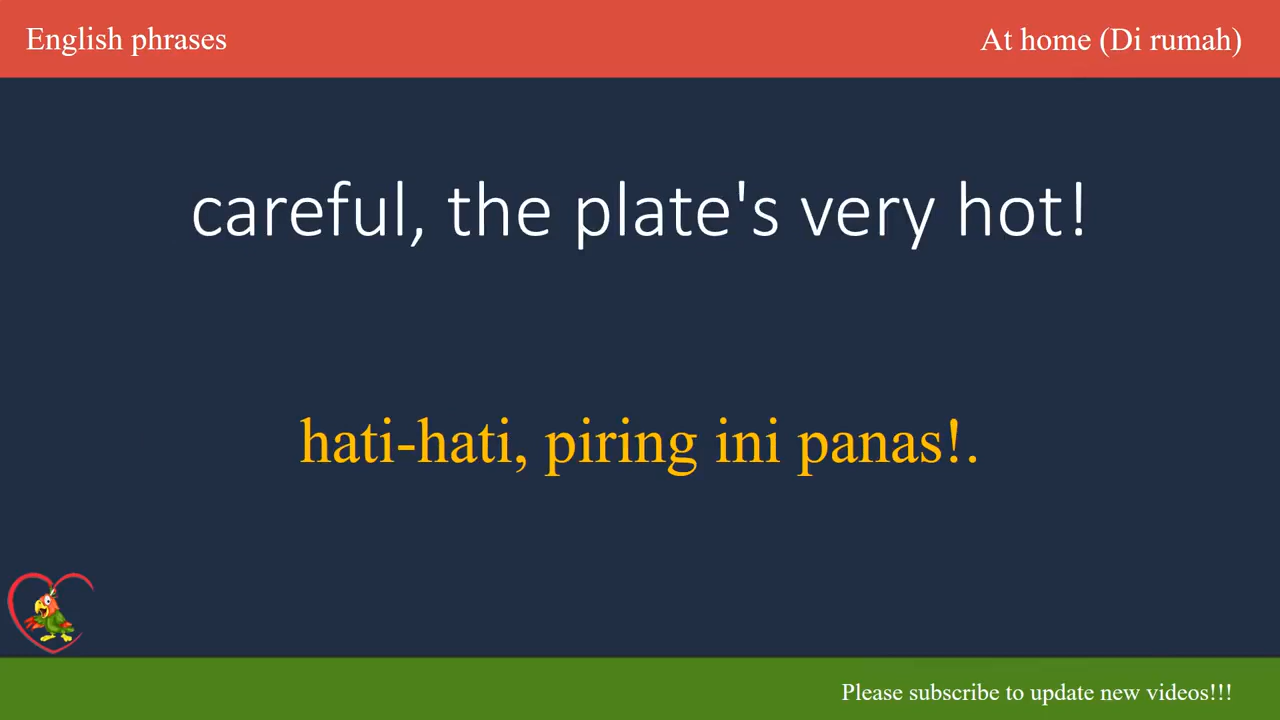 English phrases
At home (Di rumah)
careful, the plate's very hot!
hati-hati, piring ini panas!.
Please subscribe to update new videos!!!